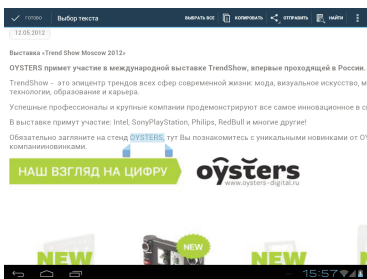 ГОТОВО Выбор текста ВЫБРАТЬ ВСЕ КОПИРОВАТЬ ОТПРАВИТЬ НАЙТИ
12.05.2012
Выставка «Trend Show Moscow 2012»
OYSTERS примет участие в международной выставке TrendShow, впервые проходящей в России.
TrendShow - это эпицентр трендов всех сфер современной жизни: мода, визуальное искусство, м
технологии, образование и карьера.
Успешные профессионалы и крупные компании продемонстрируют все самое инновационное в с
В выставке примут участие: Intel, SonyPlayStation, Philips, RedBull и многие другие!
Обязательно загляните на стенд OYSTERS, тут Вы познакомитесь с уникальными новинками от OY
компанииновинками.
НАШ ВЗГЛЯД НА ЦИФРУ
oysters
www.oysters-digital.ru
NEW NEW NEW NEW
15:57